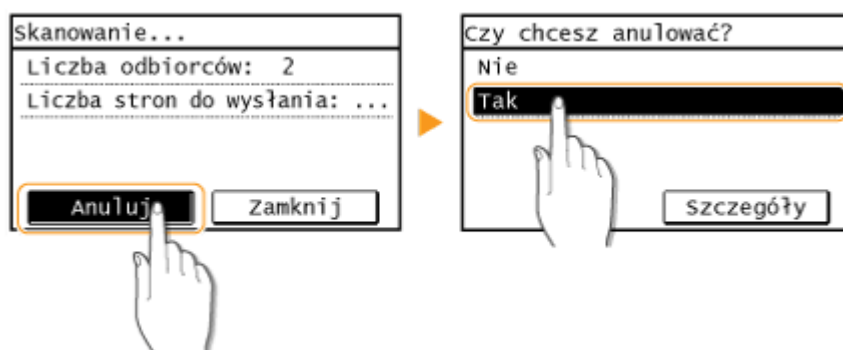 Skanowanie...
Liczba odbiorców: 2
Liczba stron do wysłania: ...
Anuluj
Zamknij
Czy chcesz anulować?
Nie
Tak
Szczegóły